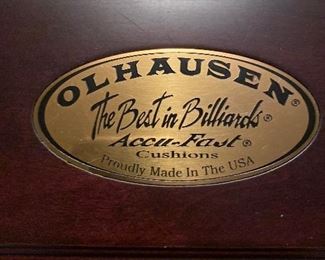 OLHAUSEN®
The Best in Billiards®
Accu-Fast®
Cushions
Proudly Made In The USA